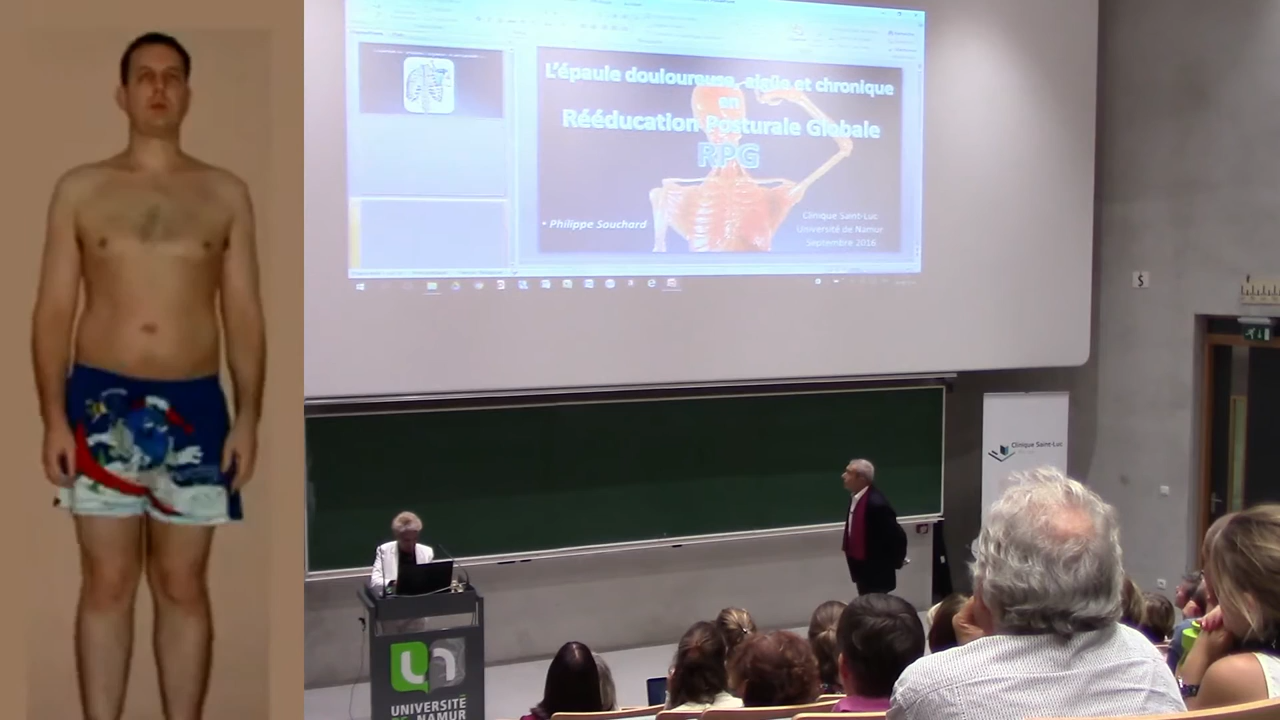 L'épaule douloureuse, aigüe et chronique
en
Rééducation Posturale Globale
RPG
• Philippe Souchard
Clinique Saint-Luc
Université de Namur
Septembre 2016
Clinique Saint-Luc
UNIVERSITÉ
DE NAMUR